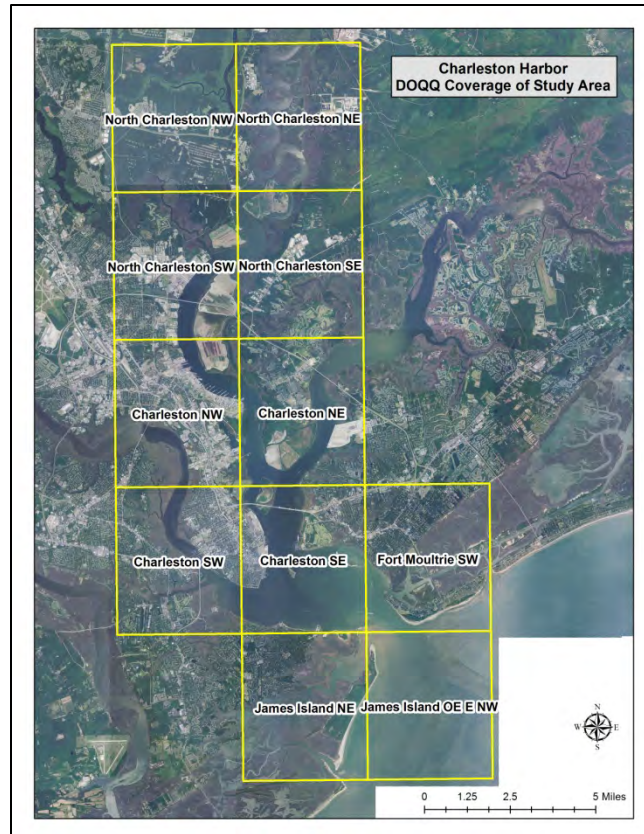 Charleston Harbor
DOQQ Coverage of Study Area
North Charleston NW
North Charleston NE
North Charleston SW
North Charleston SE
Charleston NW
Charleston NE
Charleston SW
Charleston SE
Fort Moultrie SW
James Island NE
James Island OE E NW
N
W
E
S
0
1.25
2.5
5 Miles